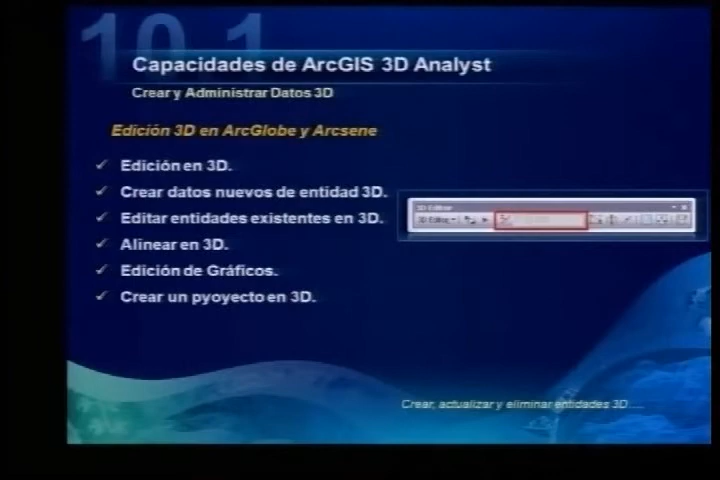 10.1
Capacidades de ArcGIS 3D Analyst
Crear y Administrar Datos 3D
Edición 3D en ArcGlobe y Arcsene
✓ Edición en 3D.
✓ Crear datos nuevos de entidad 3D.
✓ Editar entidades existentes en 3D.
✓ Alinear en 3D.
✓ Edición de Gráficos.
✓ Crear un pyoyecto en 3D.
3D Editor
3D Editor
Crear, actualizar y eliminar entidades 3D....